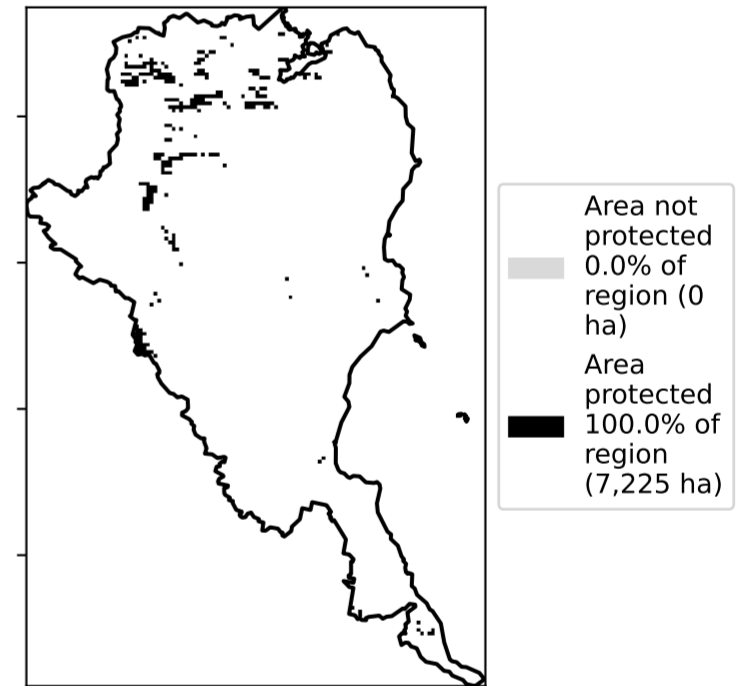 Area not
protected
0.0% of
region (0
ha)
Area
protected
100.0% of
region
(7,225 ha)